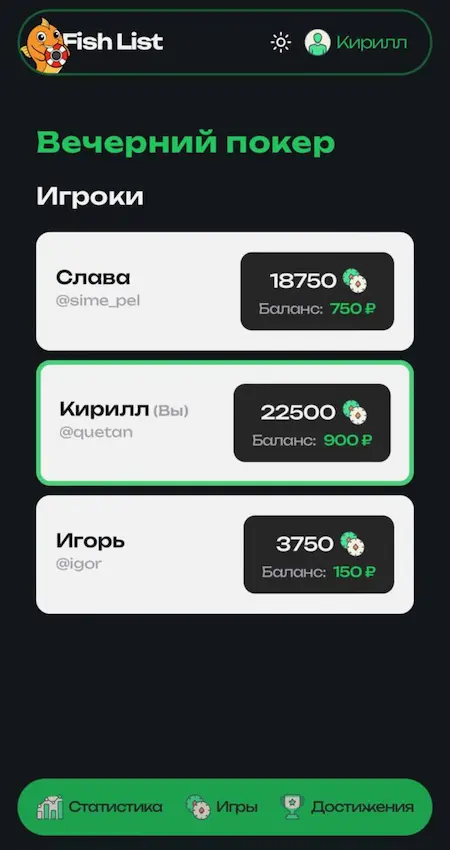 Fish List
Кирилл
Вечерний покер
Игроки
Слава
@sime_pel
18750
Баланс: 750 ₽
Кирилл (Вы)
@quetan
22500
Баланс: 900 ₽
Игорь
@igor
3750
Баланс: 150 ₽
Статистика
Игры
Достижения